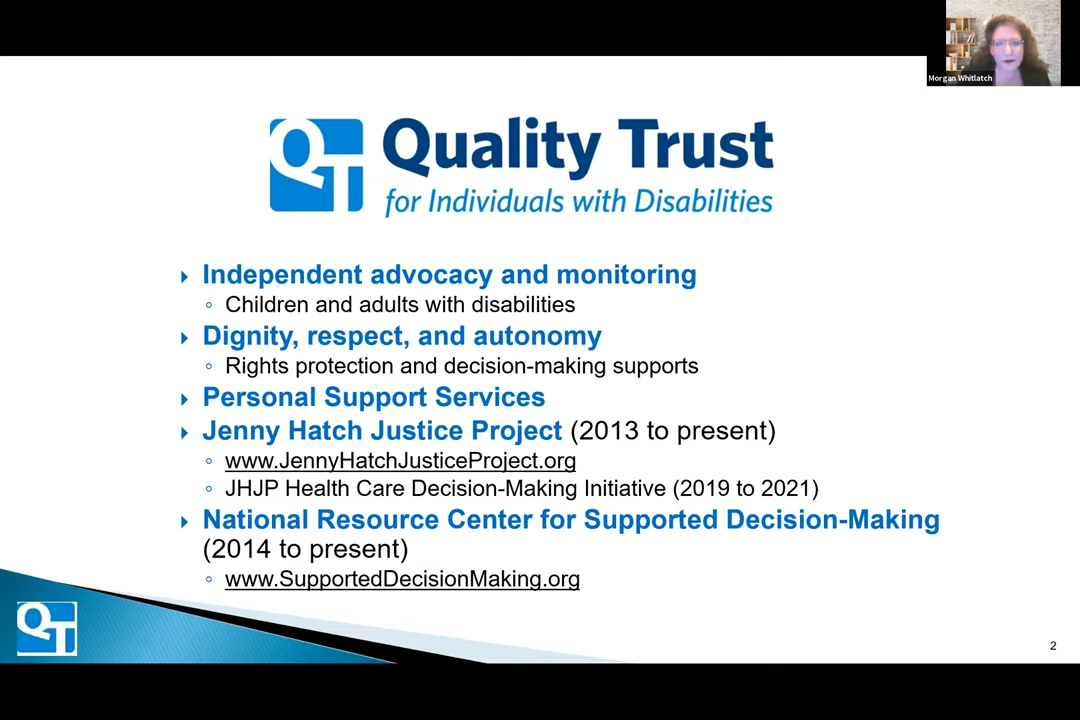 Morgan Whitlatch
QT Quality Trust
for Individuals with Disabilities
Independent advocacy and monitoring
Children and adults with disabilities
Dignity, respect, and autonomy
Rights protection and decision-making supports
Personal Support Services
Jenny Hatch Justice Project (2013 to present)
www.JennyHatchJusticeProject.org
JHJP Health Care Decision-Making Initiative (2019 to 2021)
National Resource Center for Supported Decision-Making
(2014 to present)
www.SupportedDecisionMaking.org
QT
2